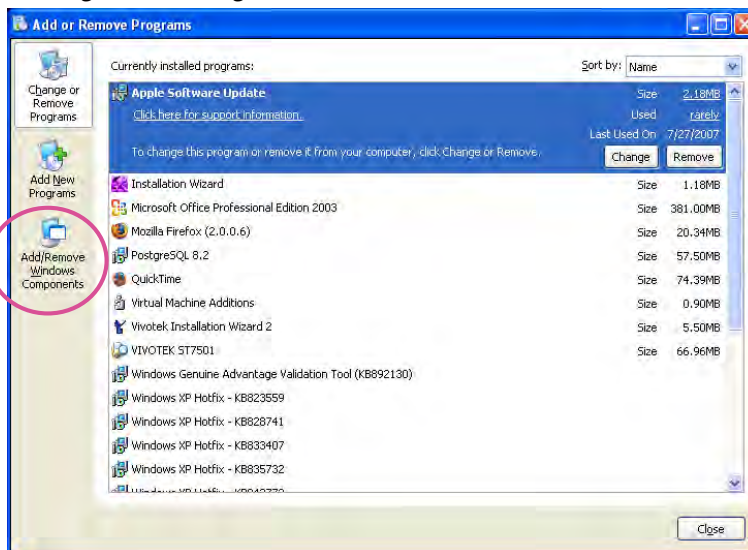 Add or Remove Programs
Change or
Remove
Programs
Add New
Programs
Add/Remove
Windows
Components
Currently installed programs:
Sort by: Name
Apple Software Update
Size 2.18MB
Click here for support information.
Used rarely
Last Used On 7/27/2007
To change this program or remove it from your computer, click Change or Remove.
Change Remove
Installation Wizard Size 1.18MB
Microsoft Office Professional Edition 2003 Size 381.00MB
Mozilla Firefox (2.0.0.6) Size 20.34MB
PostgreSQL 8.2 Size 57.50MB
QuickTime Size 74.39MB
Virtual Machine Additions Size 0.90MB
Vivotek Installation Wizard 2 Size 5.50MB
VIVOTEK ST7501 Size 66.96MB
Windows Genuine Advantage Validation Tool (KB892130)
Windows XP Hotfix - KB823559
Windows XP Hotfix - KB828741
Windows XP Hotfix - KB833407
Windows XP Hotfix - KB835732
Close